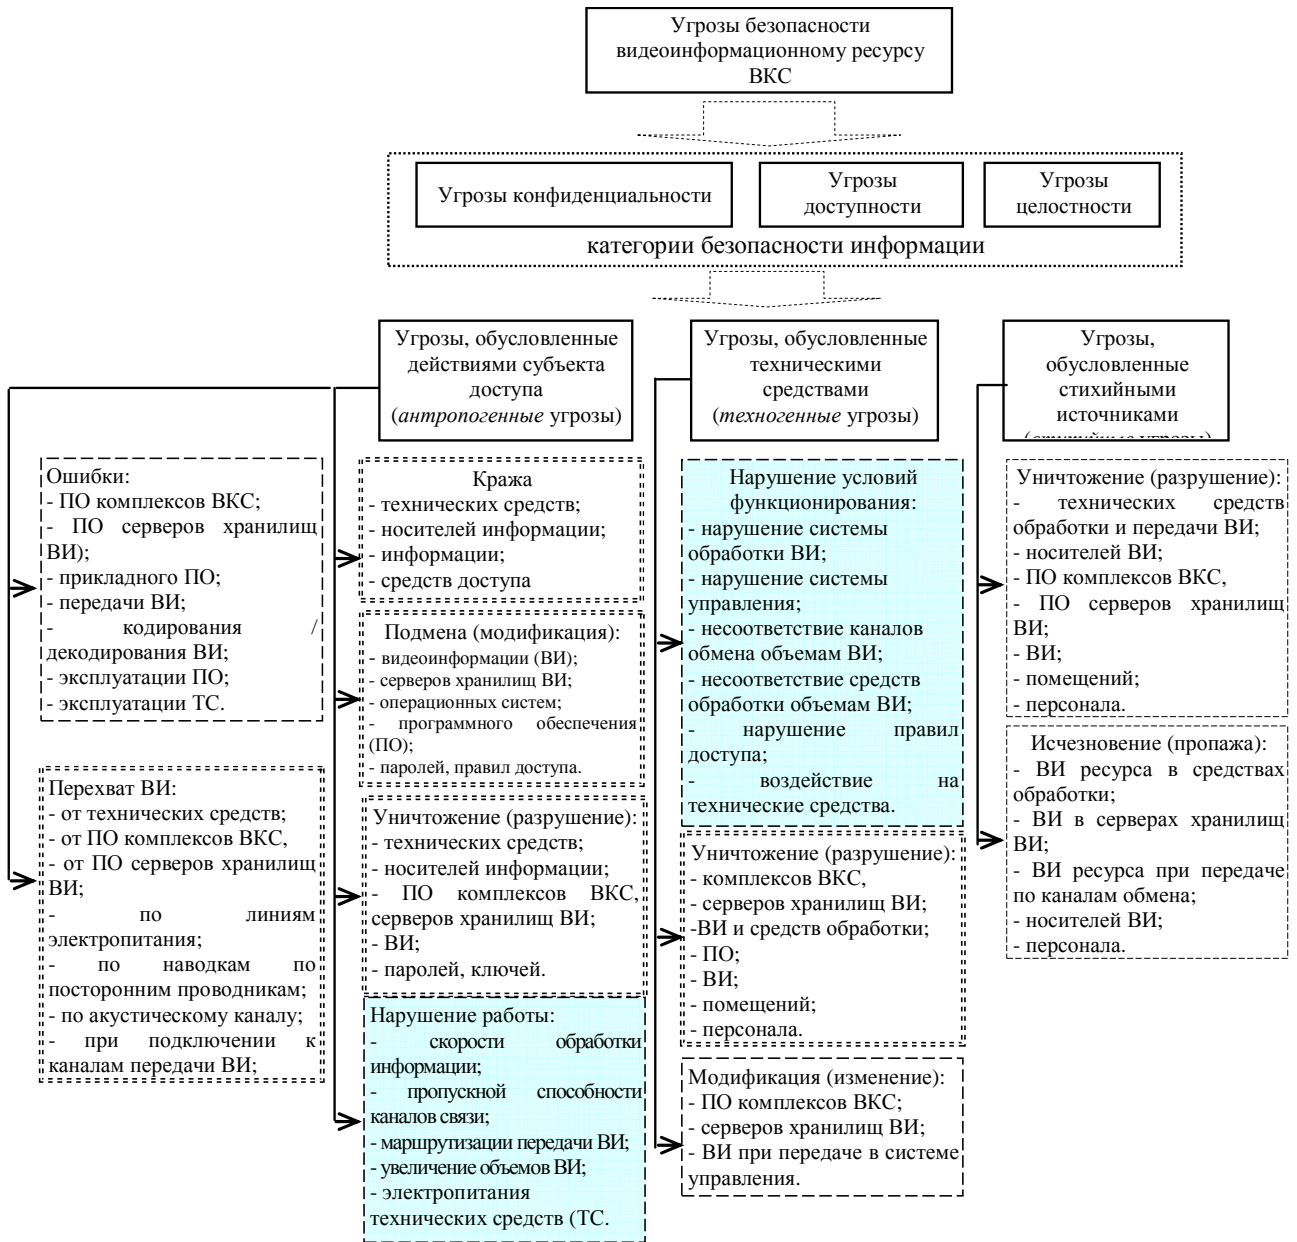 Угрозы безопасности
видеоинформационному ресурсу
ВКС
Угрозы конфиденциальности
Угрозы
доступности
Угрозы
целостности
категории безопасности информации
Угрозы, обусловленные
действиями субъекта
доступа
(антропогенные угрозы)
Угрозы, обусловленные
техническими
средствами
(техногенные угрозы)
Угрозы,
обусловленные
стихийными
источниками
Ошибки:
- ПО комплексов ВКС;
- ПО серверов хранилищ
ВИ);
- прикладного ПО;
- передачи ВИ;
- кодирования /
декодирования ВИ;
- эксплуатации ПО;
- эксплуатации ТС.
Перехват ВИ:
- от технических средств;
- от ПО комплексов ВКС,
- от ПО серверов хранилищ
ВИ;
- по линиям
электропитания;
- по наводкам по
посторонним проводникам;
- по акустическому каналу;
- при подключении к
каналам передачи ВИ;
Кража
- технических средств;
- носителей информации;
- информации;
- средств доступа
Подмена (модификация):
- видеоинформации (ВИ);
- серверов хранилищ ВИ;
- операционных систем;
- программного обеспечения
(ПО);
- паролей, правил доступа.
Уничтожение (разрушение):
- технических средств;
- носителей информации;
- ПО комплексов ВКС,
серверов хранилищ ВИ;
- ВИ;
- паролей, ключей.
Нарушение работы:
- скорости обработки
информации;
- пропускной способности
каналов связи;
- маршрутизации передачи ВИ;
- увеличение объемов ВИ;
- электропитания
технических средств (ТС.
Нарушение условий
функционирования:
- нарушение системы
обработки ВИ;
- нарушение системы
управления;
- несоответствие каналов
обмена объемам ВИ;
- несоответствие средств
обработки объемам ВИ;
- нарушение правил
доступа;
- воздействие на
технические средства.
Уничтожение (разрушение):
- комплексов ВКС,
- серверов хранилищ ВИ;
-ВИ и средств обработки;
- ПО;
- ВИ;
- помещений;
- персонала.
Модификация (изменение):
- ПО комплексов ВКС;
- серверов хранилищ ВИ;
- ВИ при передаче в системе
управления.
Уничтожение (разрушение):
- технических средств
обработки и передачи ВИ;
- носителей ВИ;
- ПО комплексов ВКС,
- ПО серверов хранилищ
ВИ;
- ВИ;
- помещений;
- персонала.
Исчезновение (пропажа):
- ВИ ресурса в средствах
обработки;
- ВИ в серверах хранилищ
ВИ;
- ВИ ресурса при передаче
по каналам обмена;
- носителей ВИ;
- персонала.